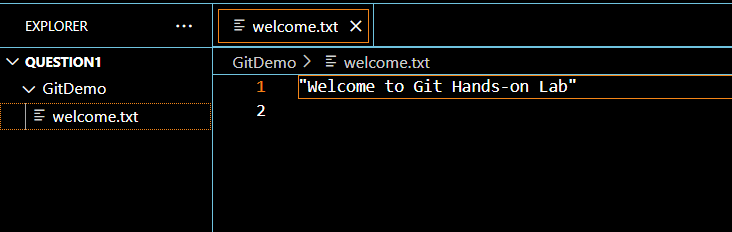 EXPLORER ...
welcome.txt ×
QUESTION1
GitDemo
welcome.txt
GitDemo > welcome.txt
1 "Welcome to Git Hands-on Lab"
2